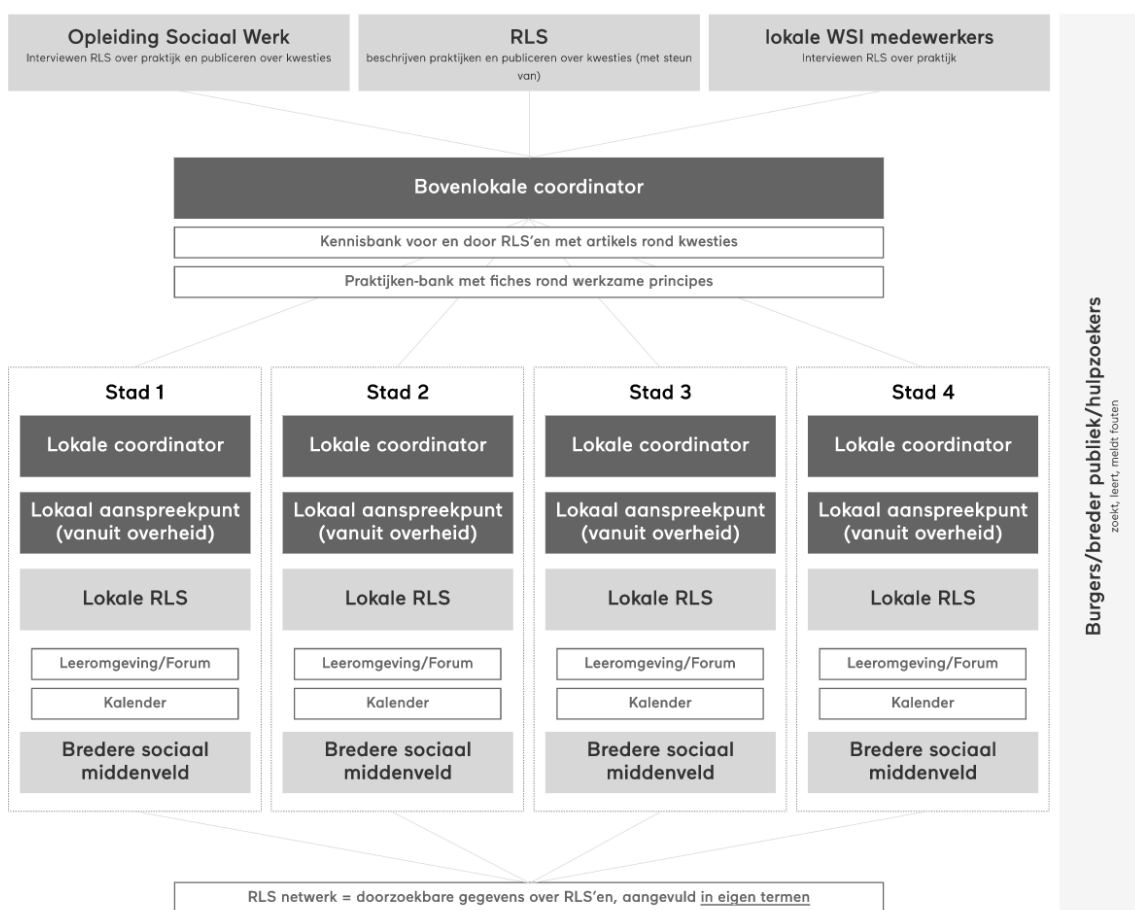 Opleiding Sociaal Werk
Interviewen RLS over praktijk en publiceren over kwesties
RLS
beschrijven praktijken en publiceren over kwesties (met steun
van)
lokale WSI medewerkers
Interviewen RLS over praktijk
Bovenlokale coordinator
Kennisbank voor en door RLS'en met artikels rond kwesties
Praktijken-bank met fiches rond werkzame principes
Stad 1
Lokale coordinator
Lokaal aanspreekpunt
(vanuit overheid)
Lokale RLS
Leeromgeving/Forum
Kalender
Bredere sociaal
middenveld
Stad 2
Lokale coordinator
Lokaal aanspreekpunt
(vanuit overheid)
Lokale RLS
Leeromgeving/Forum
Kalender
Bredere sociaal
middenveld
Stad 3
Lokale coordinator
Lokaal aanspreekpunt
(vanuit overheid)
Lokale RLS
Leeromgeving/Forum
Kalender
Bredere sociaal
middenveld
Stad 4
Lokale coordinator
Lokaal aanspreekpunt
(vanuit overheid)
Lokale RLS
Leeromgeving/Forum
Kalender
Bredere sociaal
middenveld
RLS netwerk = doorzoekbare gegevens over RLS'en, aangevuld in eigen termen
Burgers/breder publiek/hulpzoekers
zoekt, leert, meldt fouten